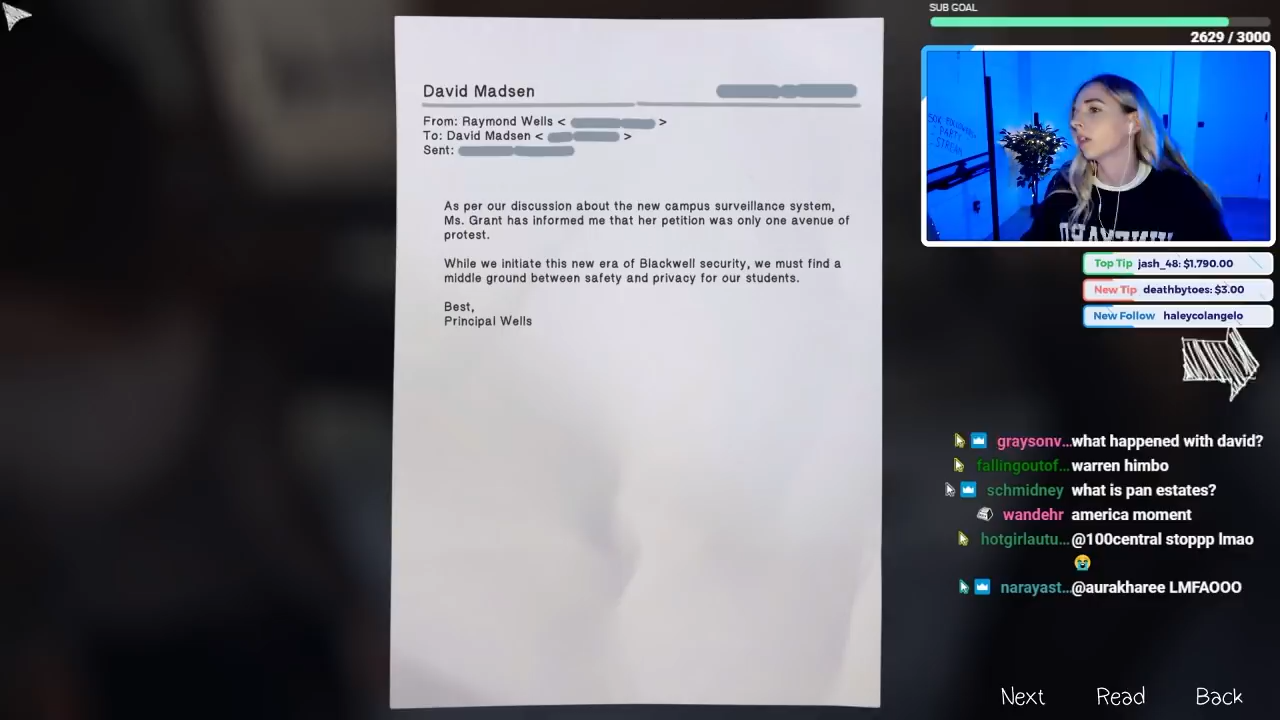 SUB GOAL
2629 / 3000
David Madsen
From: Raymond Wells < >
To: David Madsen < >
Sent:
As per our discussion about the new campus surveillance system,
Ms. Grant has informed me that her petition was only one avenue of
protest.
While we initiate this new era of Blackwell security, we must find a
middle ground between safety and privacy for our students.
Best,
Principal Wells
50K FOLLOWERS
PARTY
STREAM
Top Tip jash_48: $1,790.00
New Tip deathbytoes: $3.00
New Follow haleycolangelo
graysonv... what happened with david?
fallingoutof... warren himbo
schmidney what is pan estates?
wandehr america moment
hotgirlautu... @100central stoppp lmao
😭
narayast... @aurakharee LMFAOOO
Next Read Back